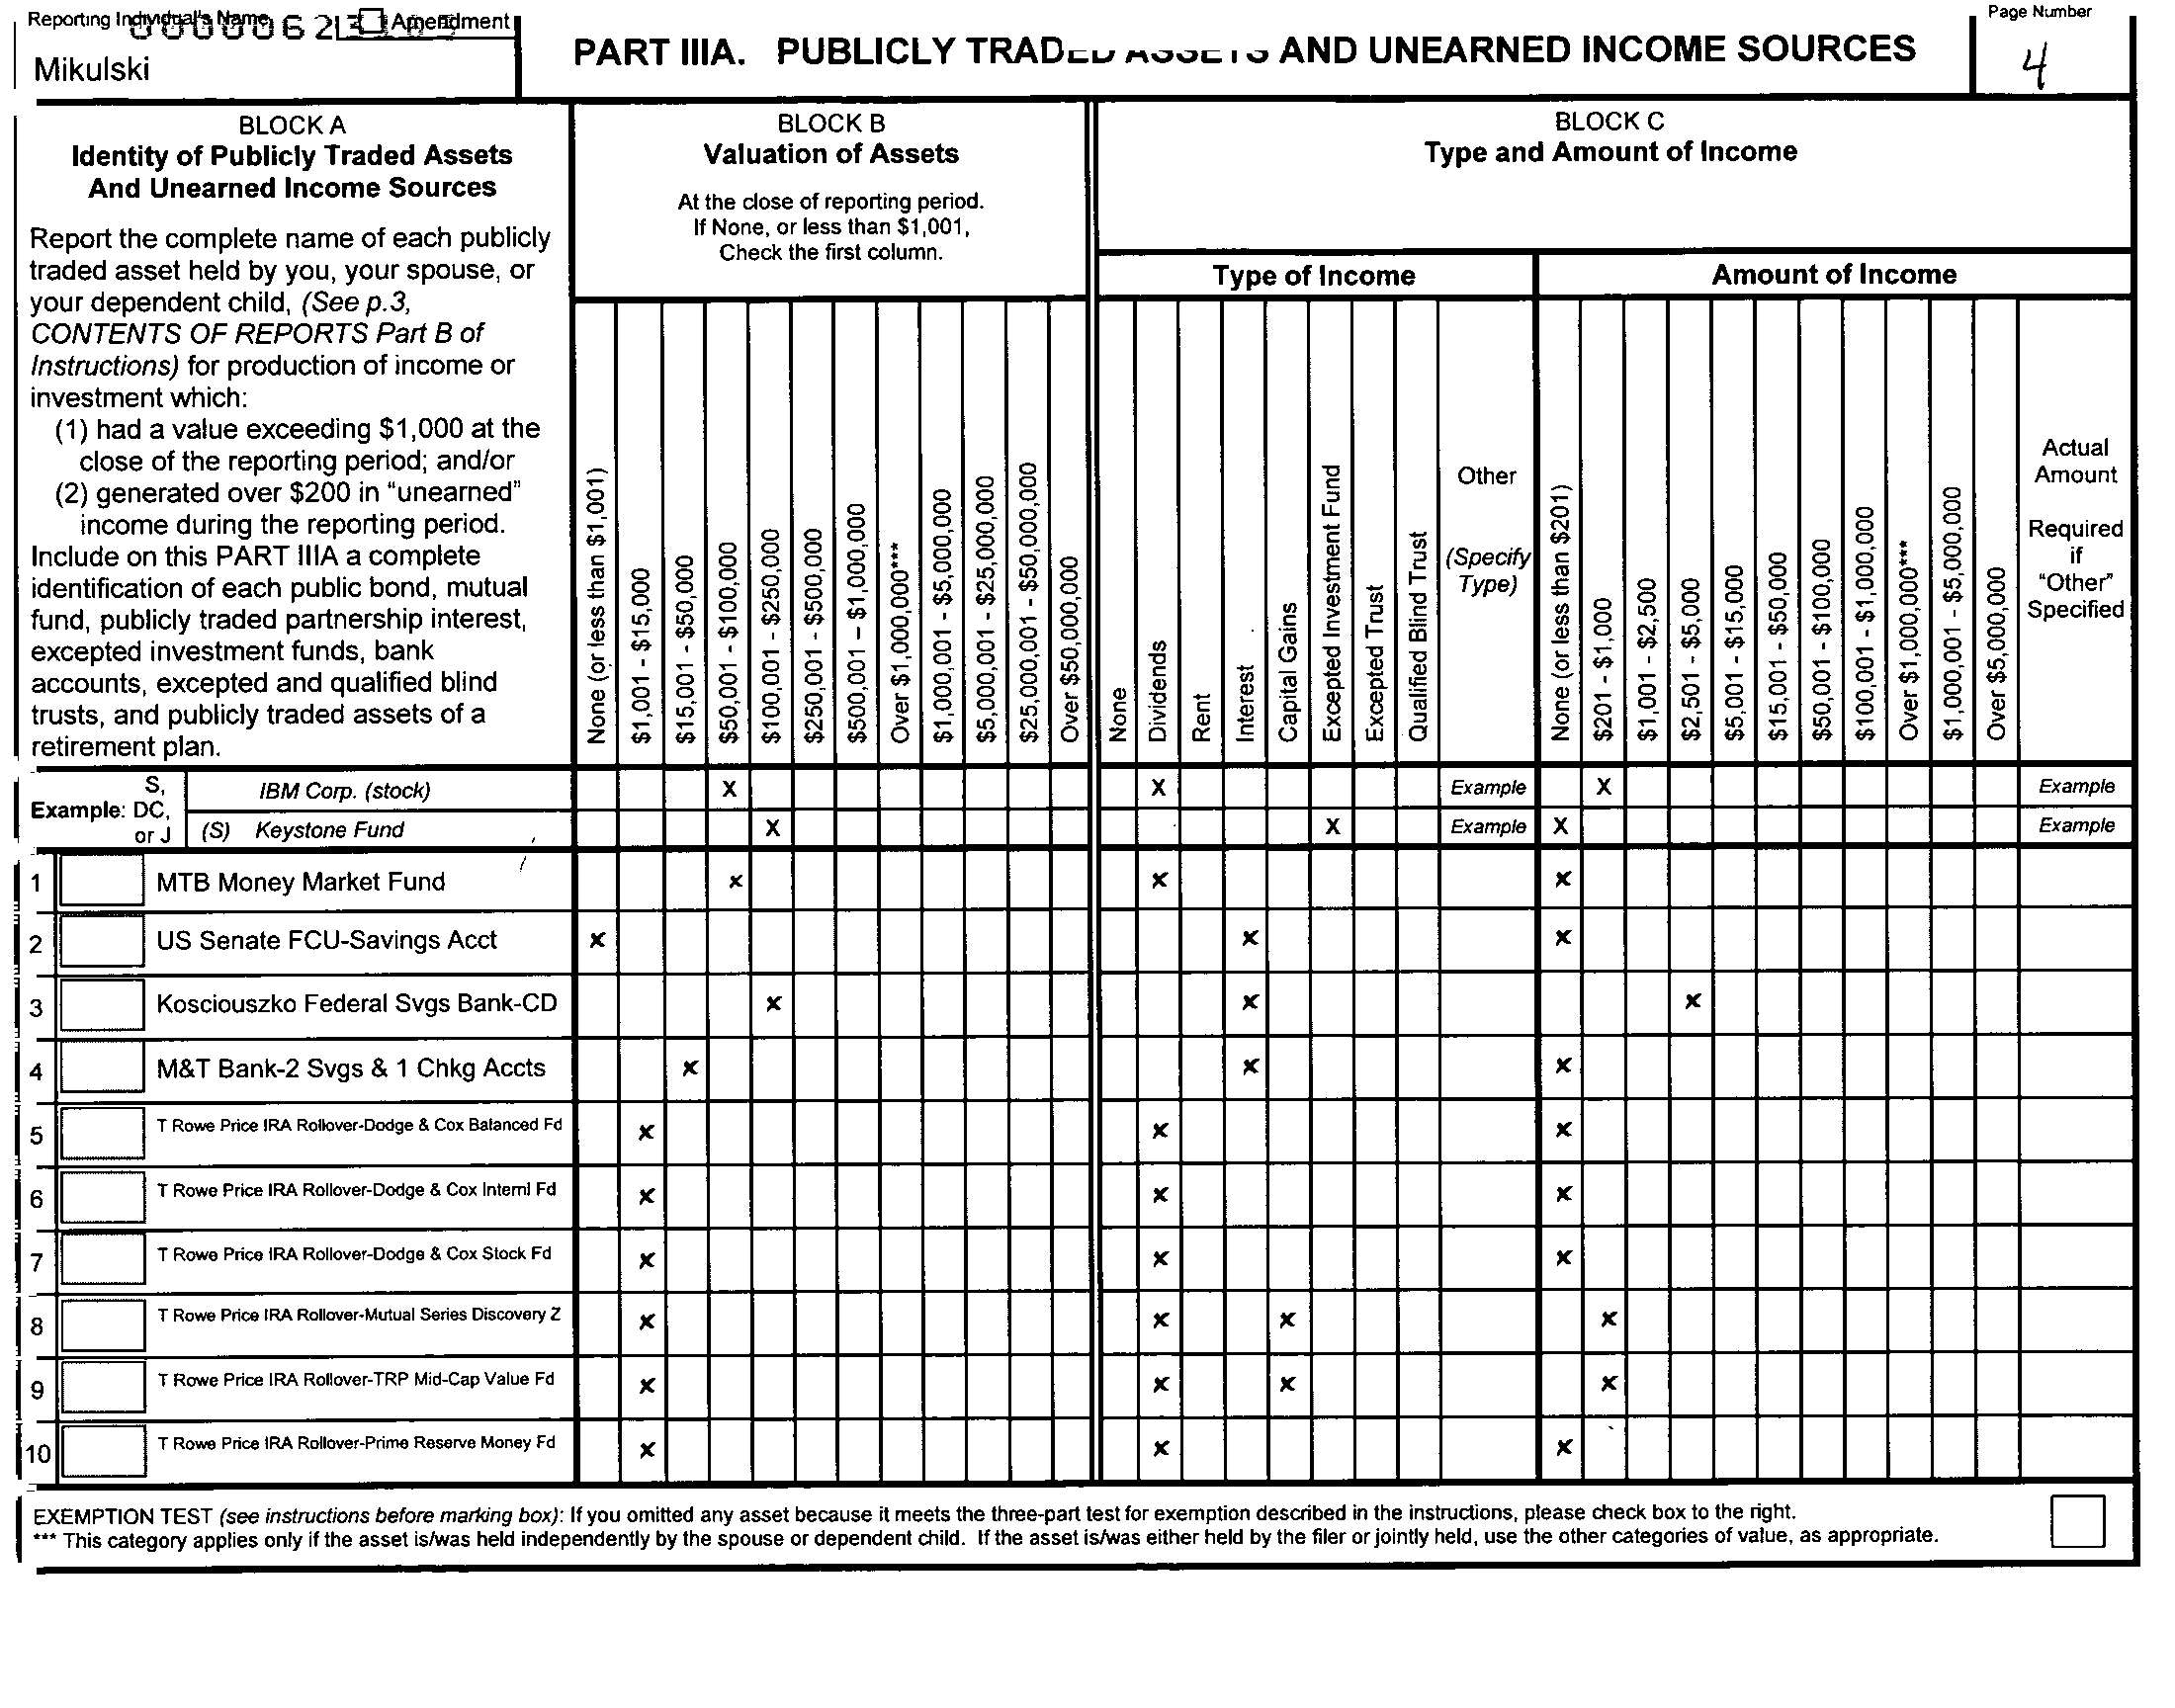 Reporting Individual's Name
Amendment
Mikulski
PART IIIA. PUBLICLY TRADED ASSETS AND UNEARNED INCOME SOURCES
Page Number
4
BLOCK A
Identity of Publicly Traded Assets
And Unearned Income Sources
Report the complete name of each publicly
traded asset held by you, your spouse, or
your dependent child, (See p.3,
CONTENTS OF REPORTS Part B of
Instructions) for production of income or
investment which:
(1) had a value exceeding $1,000 at the
close of the reporting period; and/or
(2) generated over $200 in "unearned"
income during the reporting period.
Include on this PART IIIA a complete
identification of each public bond, mutual
fund, publicly traded partnership interest,
excepted investment funds, bank
accounts, excepted and qualified blind
trusts, and publicly traded assets of a
retirement plan.
BLOCK B
Valuation of Assets
At the close of reporting period.
If None, or less than $1,001,
Check the first column.
None (or less than $1,001)
$1,001 - $15,000
$15,001 - $50,000
$50,001 - $100,000
$100,001 - $250,000
$250,001 - $500,000
$500,001 – $1,000,000
Over $1,000,000***
$1,000,001 - $5,000,000
$5,000,001 - $25,000,000
$25,000,001 - $50,000,000
Over $50,000,000
BLOCK C
Type and Amount of Income
Type of Income
None
Dividends
Rent
Interest
Capital Gains
Excepted Investment Fund
Excepted Trust
Qualified Blind Trust
Other
(Specify
Type)
Amount of Income
None (or less than $201)
$201 - $1,000
$1,001 - $2,500
$2,501 - $5,000
$5,001 - $15,000
$15,001 - $50,000
$50,001 - $100,000
$100,001 - $1,000,000
Over $1,000,000***
$1,000,001 - $5,000,000
Over $5,000,000
Actual
Amount
Required
if
"Other"
Specified
Example: S, DC, or J
IBM Corp. (stock) X X Example X Example
(S) Keystone Fund X X Example X Example
1 MTB Money Market Fund x x x
2 US Senate FCU-Savings Acct x x x
3 Kosciouszko Federal Svgs Bank-CD x x x
4 M&T Bank-2 Svgs & 1 Chkg Accts x x x
5 T Rowe Price IRA Rollover-Dodge & Cox Balanced Fd x x x
6 T Rowe Price IRA Rollover-Dodge & Cox Internl Fd x x x
7 T Rowe Price IRA Rollover-Dodge & Cox Stock Fd x x x
8 T Rowe Price IRA Rollover-Mutual Series Discovery Z x x x x
9 T Rowe Price IRA Rollover-TRP Mid-Cap Value Fd x x x x
10 T Rowe Price IRA Rollover-Prime Reserve Money Fd x x x
EXEMPTION TEST (see instructions before marking box): If you omitted any asset because it meets the three-part test for exemption described in the instructions, please check box to the right.
*** This category applies only if the asset is/was held independently by the spouse or dependent child. If the asset is/was either held by the filer or jointly held, use the other categories of value, as appropriate.